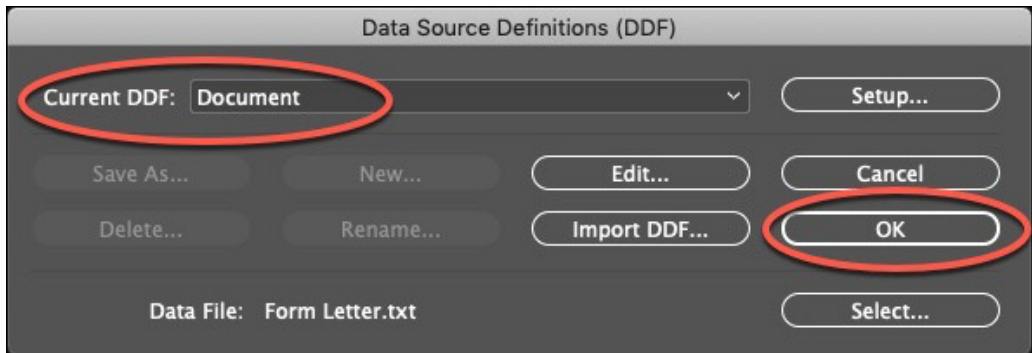 Data Source Definitions (DDF)
Current DDF: Document Setup...
Save As... New... Edit... Cancel
Delete... Rename... Import DDF... OK
Data File: Form Letter.txt Select...